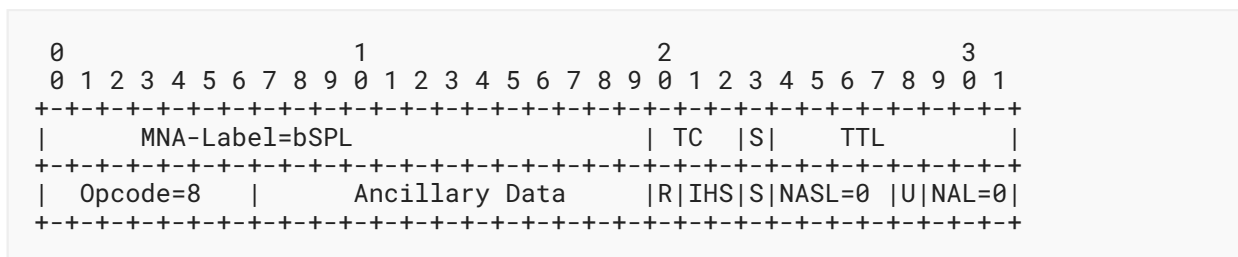 0                   1                   2                   3
 0 1 2 3 4 5 6 7 8 9 0 1 2 3 4 5 6 7 8 9 0 1 2 3 4 5 6 7 8 9 0 1
+-+-+-+-+-+-+-+-+-+-+-+-+-+-+-+-+-+-+-+-+-+-+-+-+-+-+-+-+-+-+-+-+
|      MNA-Label=bSPL                   | TC  |S|    TTL        |
+-+-+-+-+-+-+-+-+-+-+-+-+-+-+-+-+-+-+-+-+-+-+-+-+-+-+-+-+-+-+-+-+
|  Opcode=8   |      Ancillary Data     |R|IHS|S|NASL=0 |U|NAL=0|
+-+-+-+-+-+-+-+-+-+-+-+-+-+-+-+-+-+-+-+-+-+-+-+-+-+-+-+-+-+-+-+-+